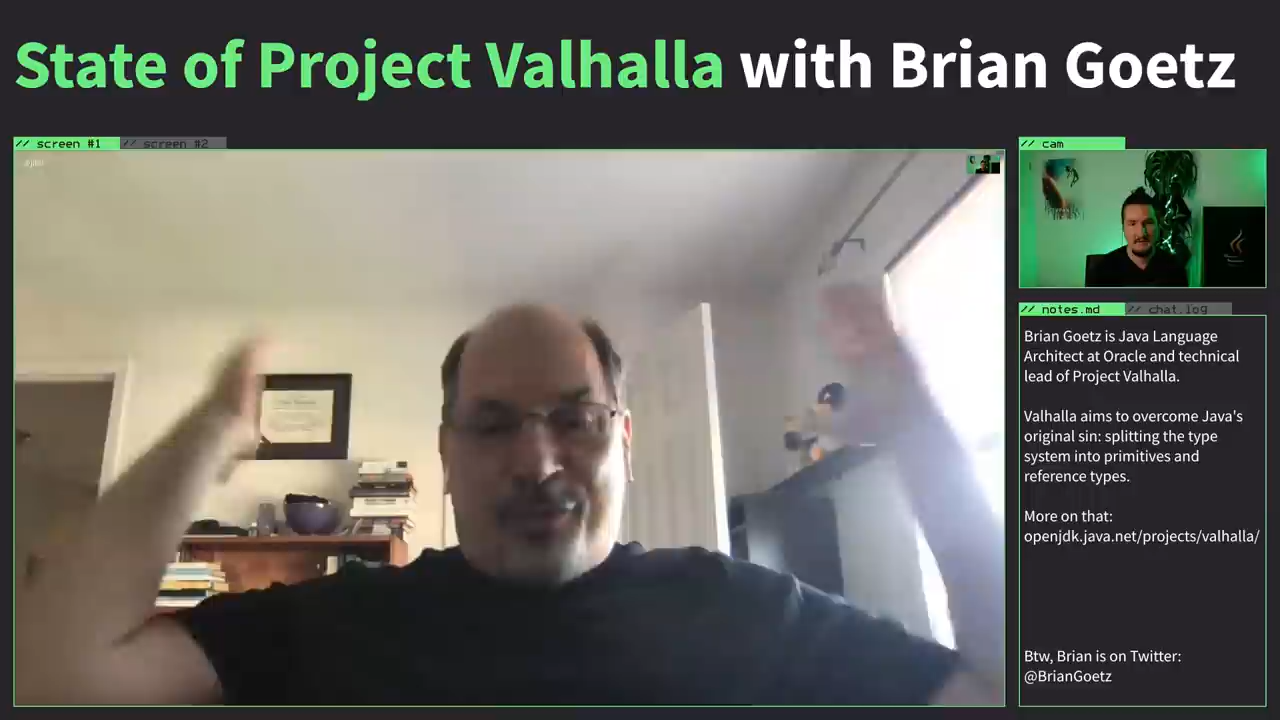 State of Project Valhalla with Brian Goetz
// screen #1
// screen #2
// cam
// notes.md
// chat.log
Brian Goetz is Java Language
Architect at Oracle and technical
lead of Project Valhalla.
Valhalla aims to overcome Java's
original sin: splitting the type
system into primitives and
reference types.
More on that:
openjdk.java.net/projects/valhalla/
Btw, Brian is on Twitter:
@BrianGoetz